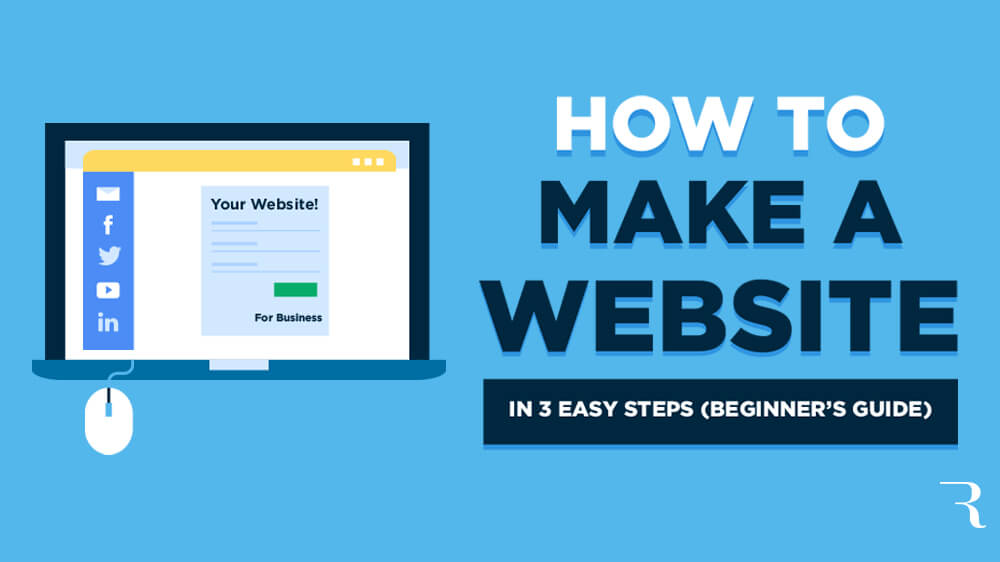 Your Website!
For Business
HOW TO
MAKE A
WEBSITE
IN 3 EASY STEPS (BEGINNER'S GUIDE)
R